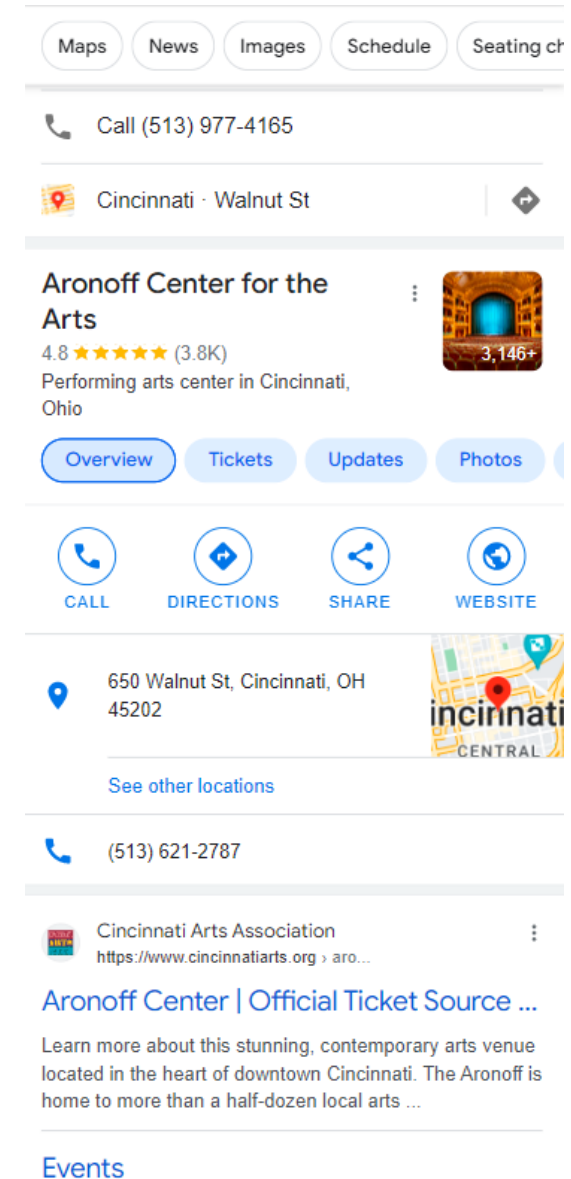 Maps News Images Schedule Seating ch
Call (513) 977-4165
Cincinnati · Walnut St
Aronoff Center for the
Arts
4.8 (3.8K)
3,146+
Performing arts center in Cincinnati,
Ohio
Overview Tickets Updates Photos
CALL DIRECTIONS SHARE WEBSITE
650 Walnut St, Cincinnati, OH
45202
incinnati
CENTRAL
See other locations
(513) 621-2787
Cincinnati Arts Association
https://www.cincinnatiarts.org › aro...
Aronoff Center | Official Ticket Source ...
Learn more about this stunning, contemporary arts venue
located in the heart of downtown Cincinnati. The Aronoff is
home to more than a half-dozen local arts ...
Events